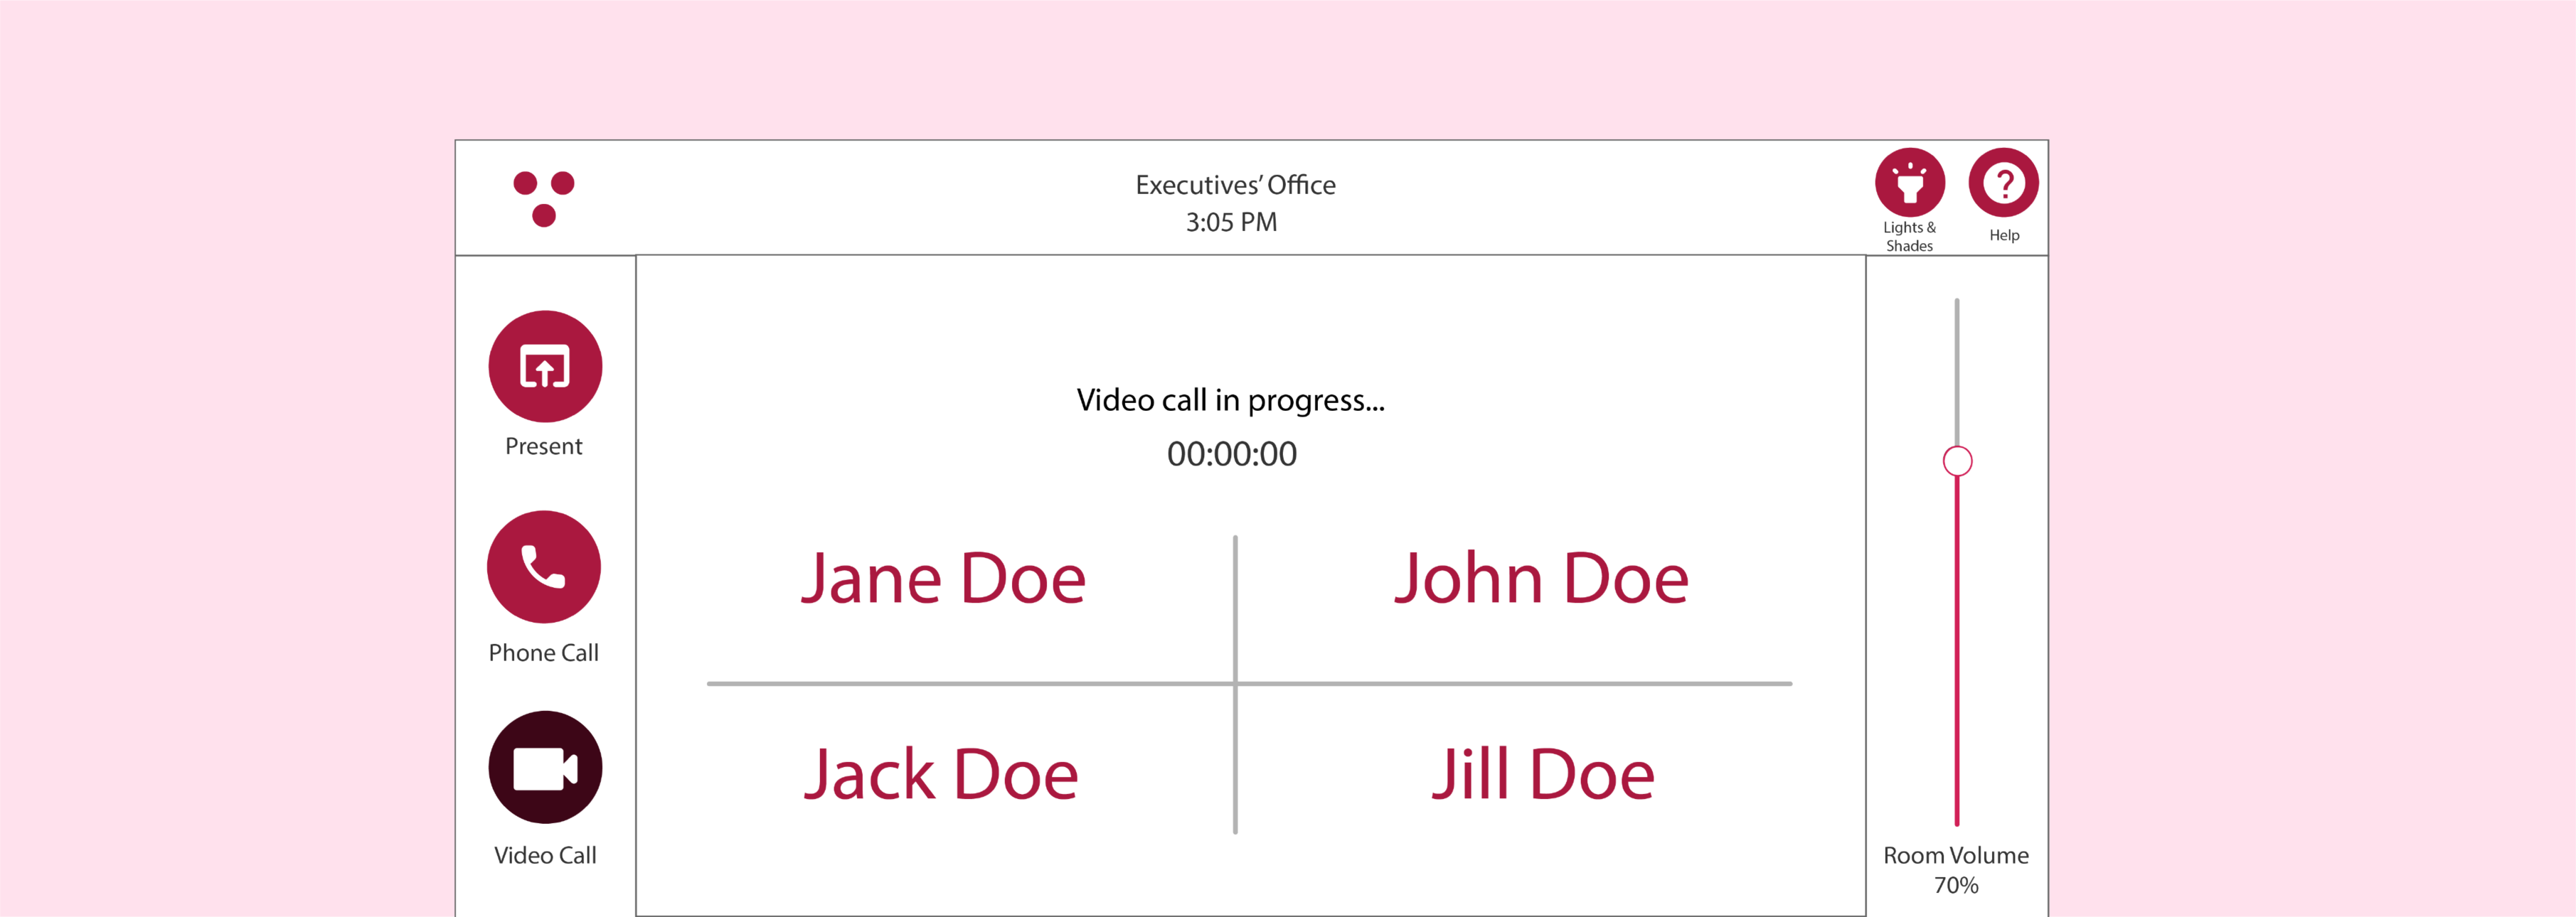 Executives’ Office
3:05 PM
Lights &
Shades
Help
Present
Phone Call
Video Call
Video call in progress...
00:00:00
Jane Doe
John Doe
Jack Doe
Jill Doe
Room Volume
70%